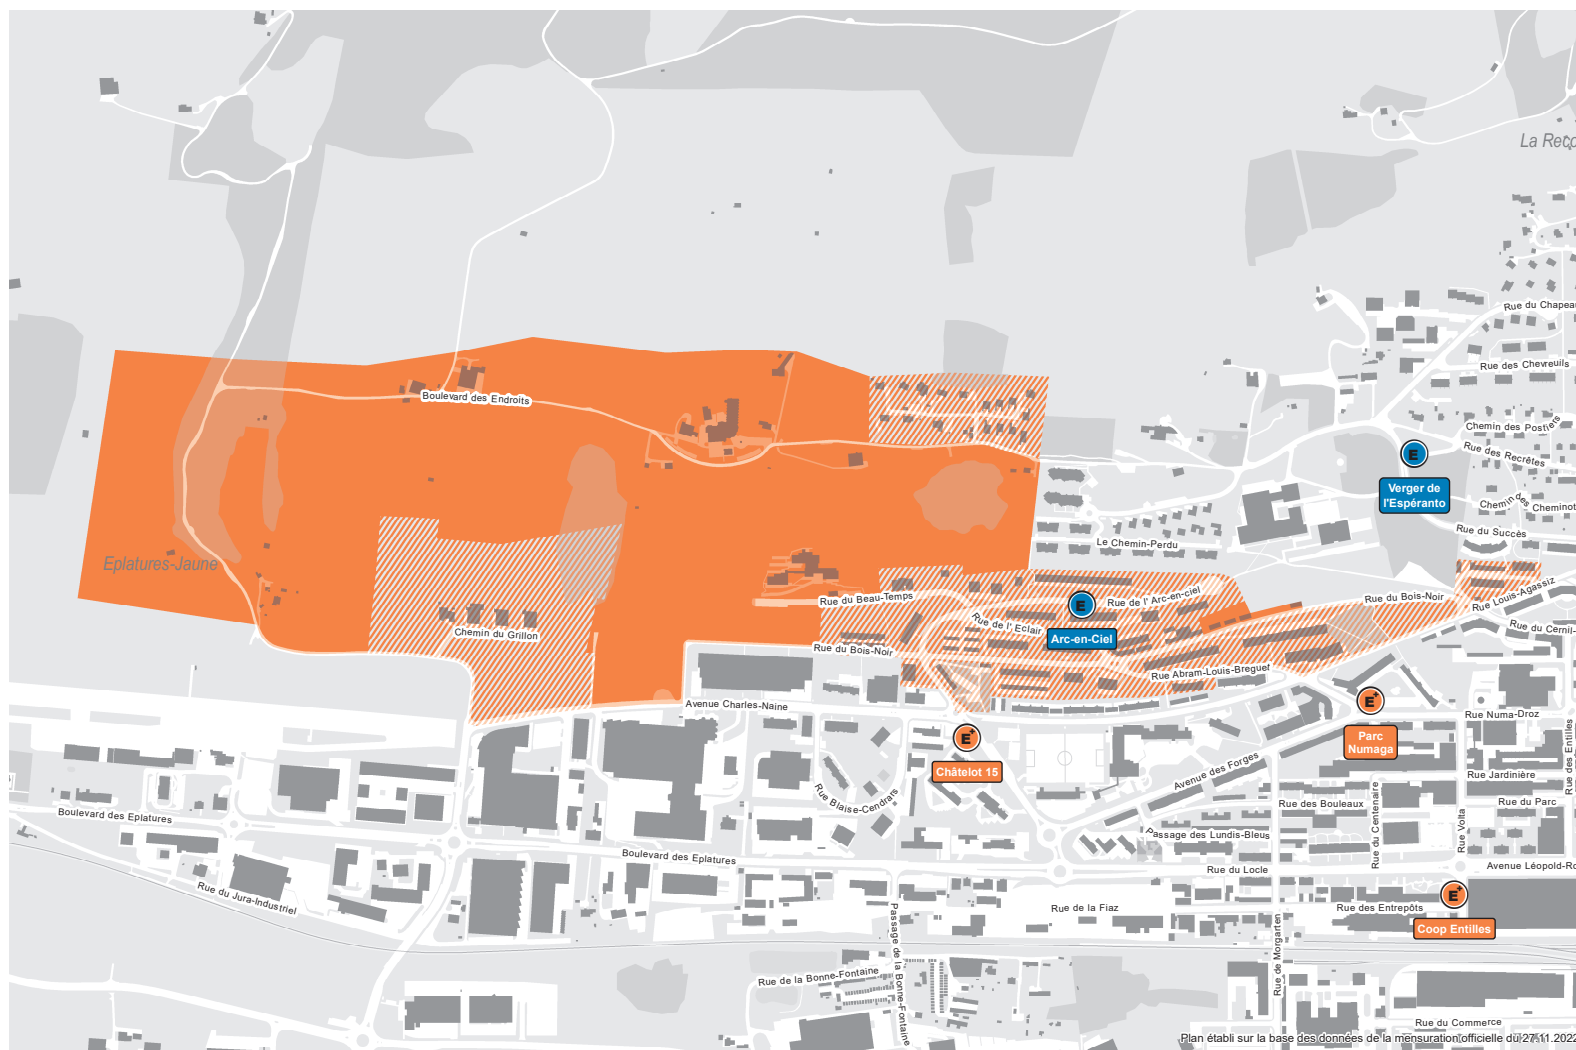 La Reço
Rue du Chapeau
Rue des Chevreuils
Boulevard des Endroits
Chemin des Postiers
E
Rue des Recrêtes
Verger de
l'Espéranto
Chemin des Cheminot
Rue du Succès
Le Chemin-Perdu
Eplatures-Jaune
Rue Louis-Agassiz
Rue du Beau-Temps
E
Rue de l' Arc-en-ciel
Rue du Bois-Noir
Rue de l' Eclair
Arc-en-Ciel
Rue du Cernil-
Chemin du Grillon
Rue du Bois-Noir
Rue Abram-Louis-Breguet
Avenue Charles-Naine
E+
Parc
Numaga
Rue Numa-Droz
Rue des Entilles
E+
Châtelot 15
Avenue des Forges
Rue Jardinière
Rue Blaise-Cendrars
Rue des Bouleaux
Rue du Centenaire
Rue du Parc
Rue Volta
Boulevard des Eplatures
Passage des Lundis-Bleus
Boulevard des Eplatures
Rue du Locle
Avenue Léopold-Ro
Rue du Jura-Industriel
E+
Rue de la Fiaz
Rue des Entrepôts
Coop Entilles
Passage de la Bonne-Fontaine
Rue de Morgarten
Rue de la Bonne-Fontaine
Rue du Commerce
Plan établi sur la base des données de la mensuration officielle du 27.11.2022